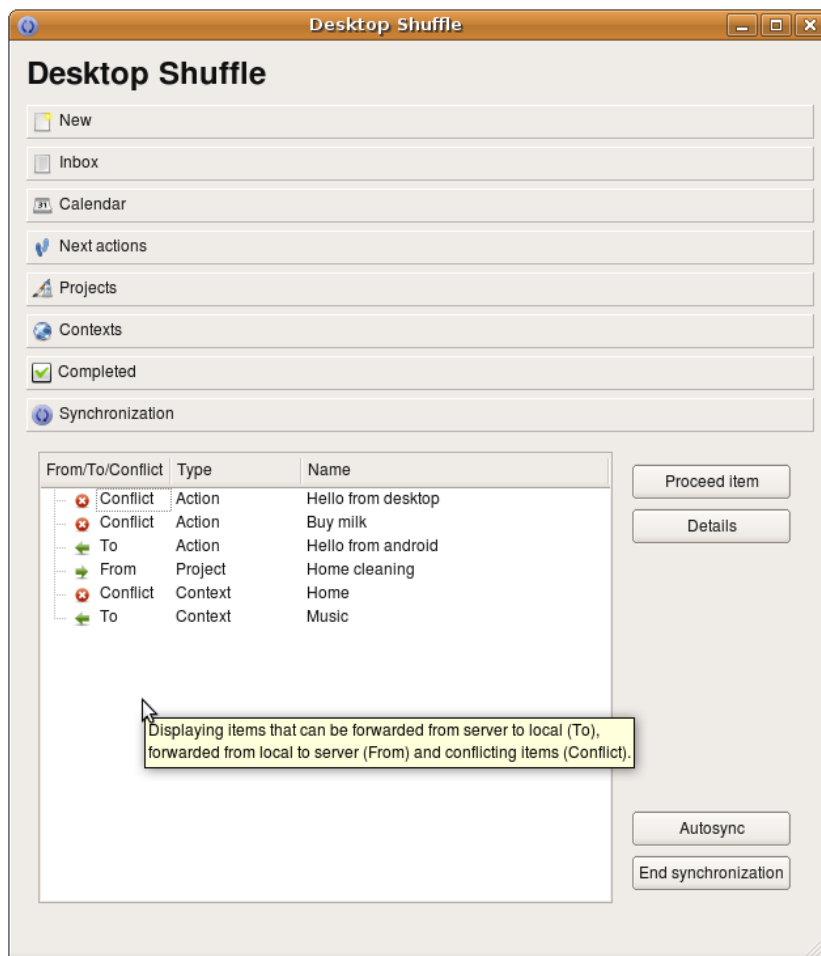 Desktop Shuffle
Desktop Shuffle
New
Inbox
31
Calendar
Next actions
Projects
Contexts
Completed
Synchronization
From/To/Conflict Type Name
Conflict Action Hello from desktop
Conflict Action Buy milk
To Action Hello from android
From Project Home cleaning
Conflict Context Home
To Context Music
Proceed item
Details
Displaying items that can be forwarded from server to local (To),
forwarded from local to server (From) and conflicting items (Conflict).
Autosync
End synchronization